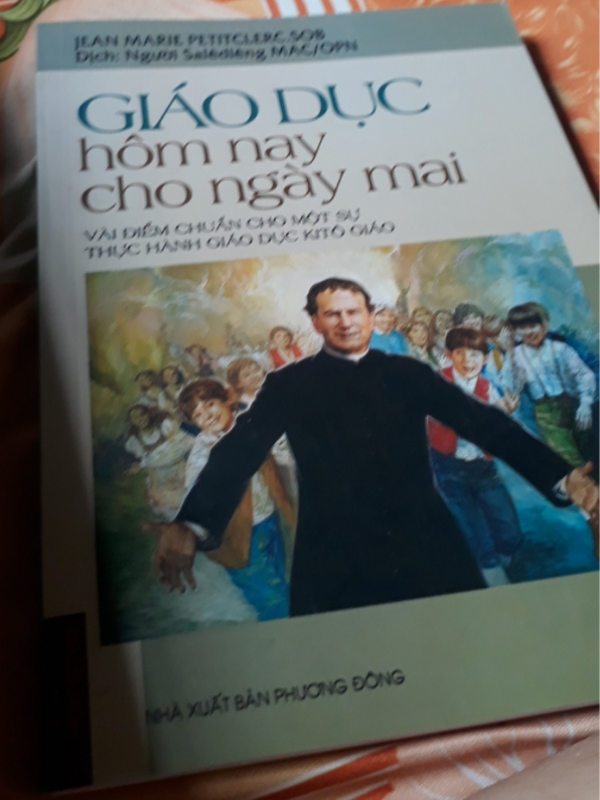 JEAN MARIE PETITCLERC.SOB
Dịch: Người Salêdiêng MAC/OPN
GIÁO DỤC
hôm nay
cho ngày mai
VÀI ĐIỂM CHUẨN CHO MỘT SỰ
THỰC HÀNH GIÁO DỤC KITÔ GIÁO
NHÀ XUẤT BẢN PHƯƠNG ĐÔNG